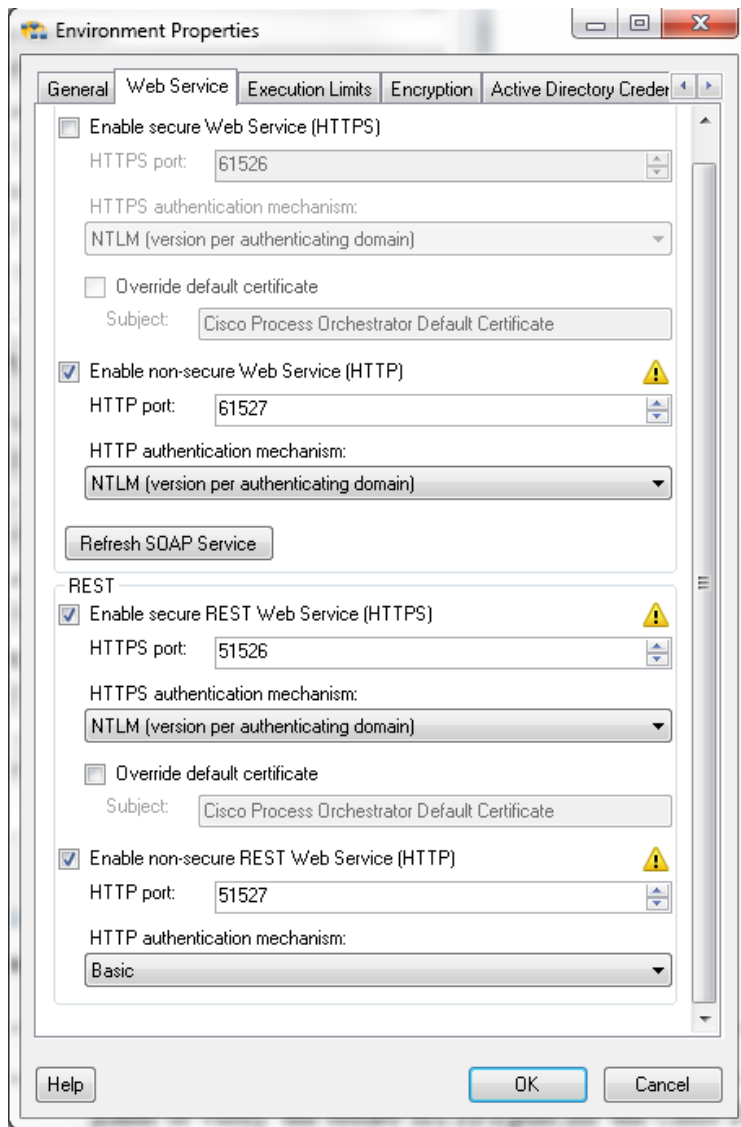 Environment Properties
General Web Service Execution Limits Encryption Active Directory Creder
Enable secure Web Service (HTTPS)
HTTPS port: 61526
HTTPS authentication mechanism:
NTLM (version per authenticating domain)
Override default certificate
Subject: Cisco Process Orchestrator Default Certificate
Enable non-secure Web Service (HTTP)
HTTP port: 61527
HTTP authentication mechanism:
NTLM (version per authenticating domain)
Refresh SOAP Service
REST
Enable secure REST Web Service (HTTPS)
HTTPS port: 51526
HTTPS authentication mechanism:
NTLM (version per authenticating domain)
Override default certificate
Subject: Cisco Process Orchestrator Default Certificate
Enable non-secure REST Web Service (HTTP)
HTTP port: 51527
HTTP authentication mechanism:
Basic
Help OK Cancel